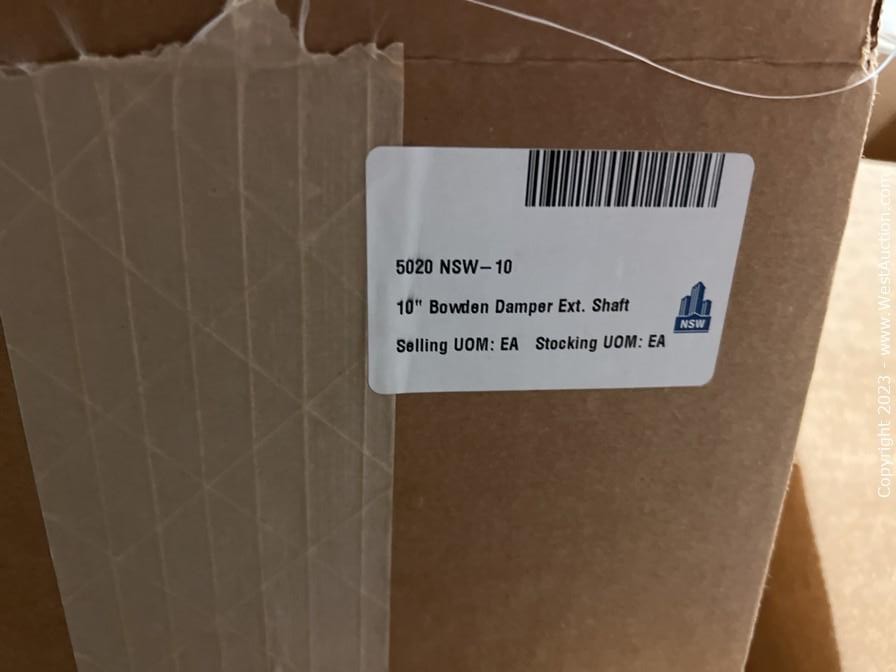 5020 NSW-10
10" Bowden Damper Ext. Shaft
NSW
Selling UOM: EA Stocking UOM: EA
Copyright 2023 - www.WestAuction.com